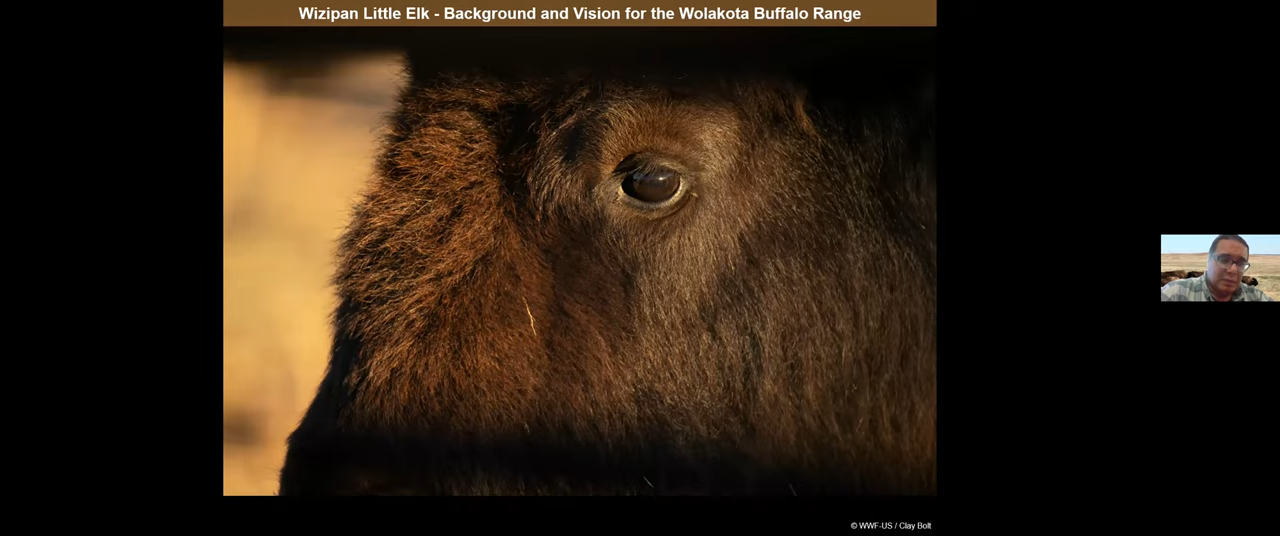 Wizipan Little Elk - Background and Vision for the Wolakota Buffalo Range
© WWF-US / Clay Bolt